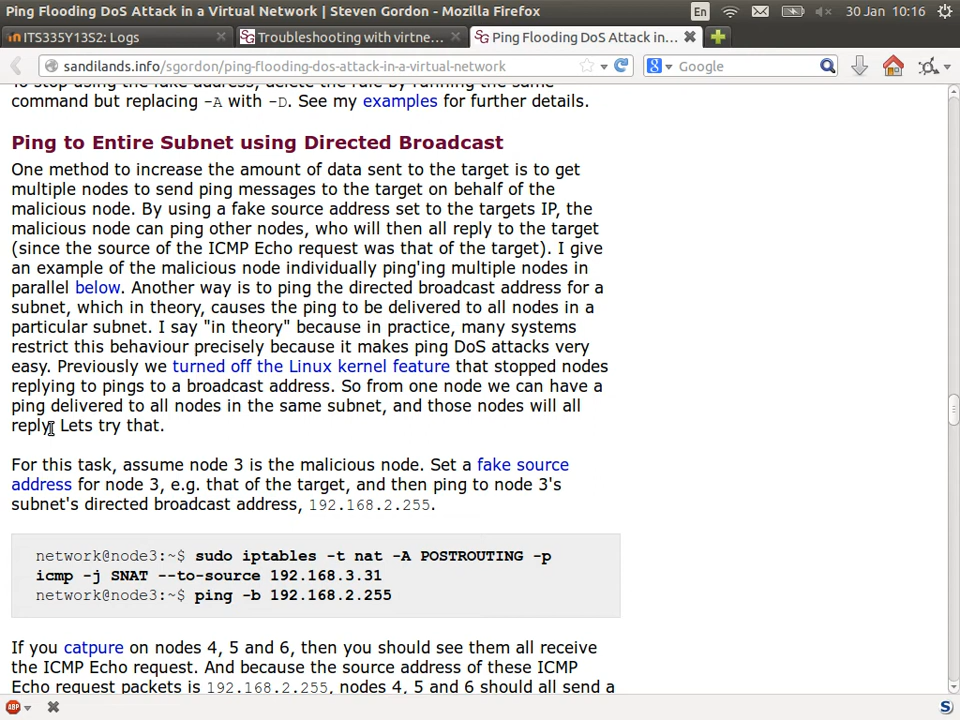 Ping Flooding DoS Attack in a Virtual Network | Steven Gordon - Mozilla Firefox
En
30 Jan 10:16
ITS335Y13S2: Logs
Troubleshooting with virtne...
Ping Flooding DoS Attack in...
sandilands.info/sgordon/ping-flooding-dos-attack-in-a-virtual-network
Google
To stop using the fake address, delete the rule by running the same
command but replacing -A with -D. See my examples for further details.
Ping to Entire Subnet using Directed Broadcast
One method to increase the amount of data sent to the target is to get
multiple nodes to send ping messages to the target on behalf of the
malicious node. By using a fake source address set to the targets IP, the
malicious node can ping other nodes, who will then all reply to the target
(since the source of the ICMP Echo request was that of the target). I give
an example of the malicious node individually ping'ing multiple nodes in
parallel below. Another way is to ping the directed broadcast address for a
subnet, which in theory, causes the ping to be delivered to all nodes in a
particular subnet. I say "in theory" because in practice, many systems
restrict this behaviour precisely because it makes ping DoS attacks very
easy. Previously we turned off the Linux kernel feature that stopped nodes
replying to pings to a broadcast address. So from one node we can have a
ping delivered to all nodes in the same subnet, and those nodes will all
reply. Lets try that.
For this task, assume node 3 is the malicious node. Set a fake source
address for node 3, e.g. that of the target, and then ping to node 3's
subnet's directed broadcast address, 192.168.2.255.
network@node3:~$ sudo iptables -t nat -A POSTROUTING -p
icmp -j SNAT --to-source 192.168.3.31
network@node3:~$ ping -b 192.168.2.255
If you catpure on nodes 4, 5 and 6, then you should see them all receive
the ICMP Echo request. And because the source address of these ICMP
Echo request packets is 192.168.2.255, nodes 4, 5 and 6 should all send a
ABP
S